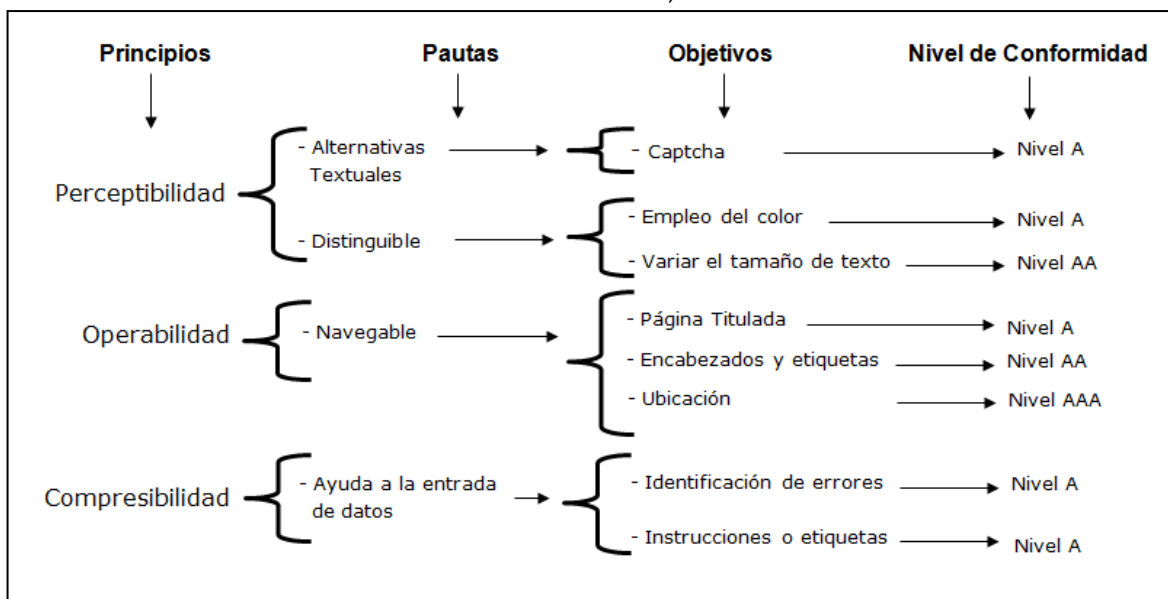 Principios Pautas Objetivos Nivel de Conformidad
- Alternativas
Textuales
- Captcha
Nivel A
Perceptibilidad
- Distinguible
- Empleo del color
Nivel A
- Variar el tamaño de texto
Nivel AA
Operabilidad
- Navegable
- Página Titulada
Nivel A
- Encabezados y etiquetas
Nivel AA
- Ubicación
Nivel AAA
Compresibilidad
- Ayuda a la entrada
de datos
- Identificación de errores
Nivel A
- Instrucciones o etiquetas
Nivel A